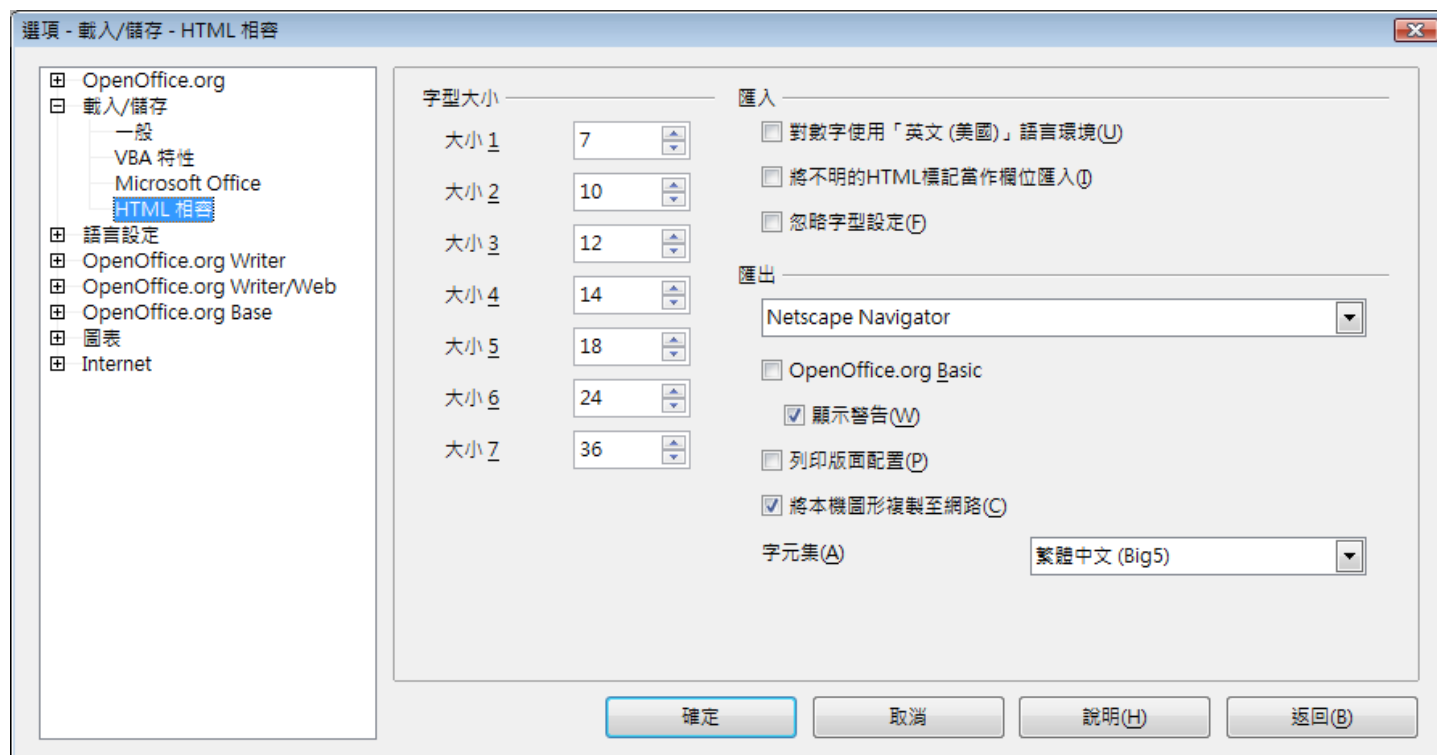 選項 - 載入/儲存 - HTML 相容
OpenOffice.org
載入/儲存
一般
VBA 特性
Microsoft Office
HTML 相容
語言設定
OpenOffice.org Writer
OpenOffice.org Writer/Web
OpenOffice.org Base
圖表
Internet
字型大小
大小 1 7
大小 2 10
大小 3 12
大小 4 14
大小 5 18
大小 6 24
大小 7 36
匯入
對數字使用「英文 (美國)」語言環境(U)
將不明的HTML標記當作欄位匯入(I)
忽略字型設定(F)
匯出
Netscape Navigator
OpenOffice.org Basic
顯示警告(W)
列印版面配置(P)
將本機圖形複製至網路(C)
字元集(A) 繁體中文 (Big5)
確定 取消 說明(H) 返回(B)